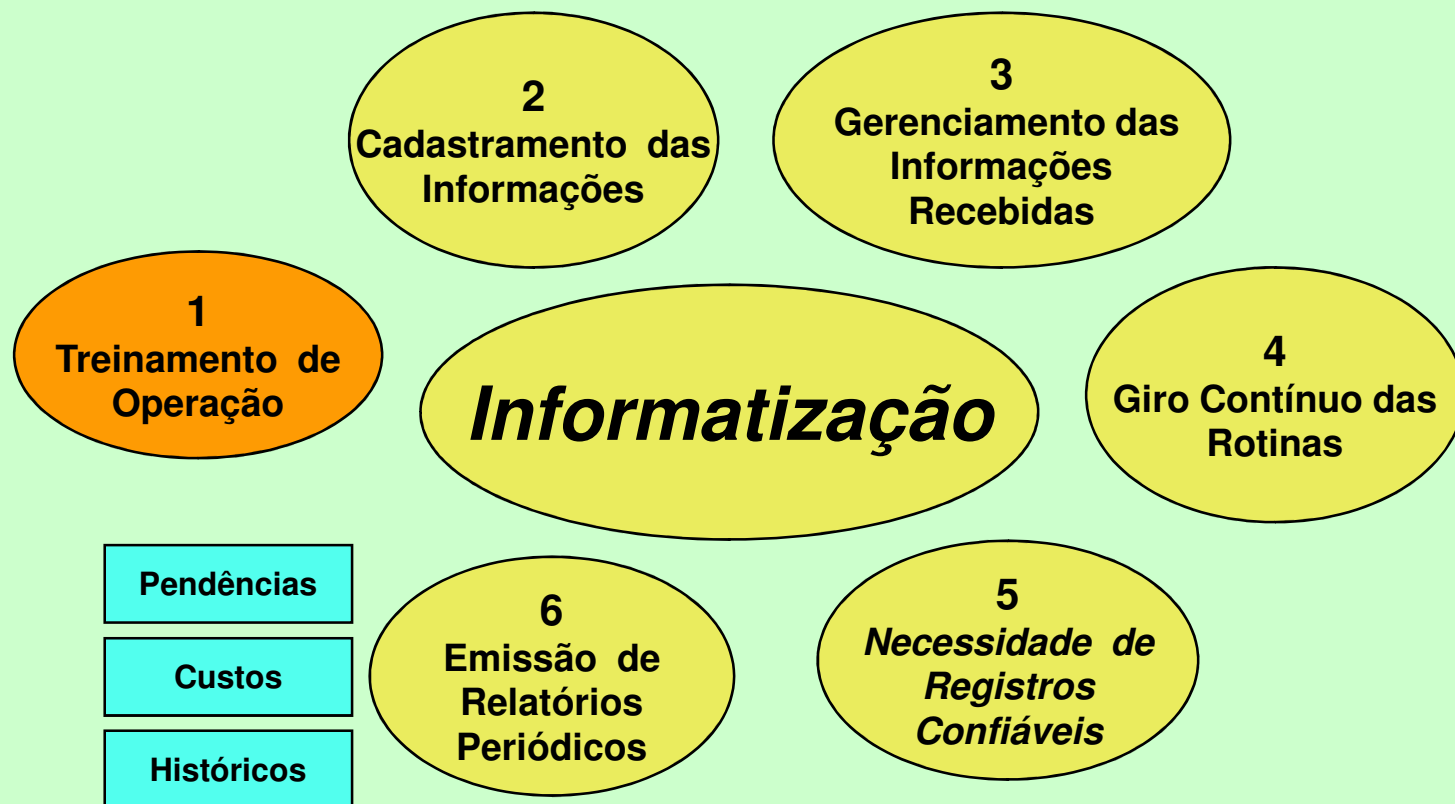 2
Cadastramento das
Informações
3
Gerenciamento das
Informações
Recebidas
1
Treinamento de
Operação
Informatização
4
Giro Contínuo das
Rotinas
Pendências
Custos
Históricos
6
Emissão de
Relatórios
Periódicos
5
Necessidade de
Registros
Confiáveis